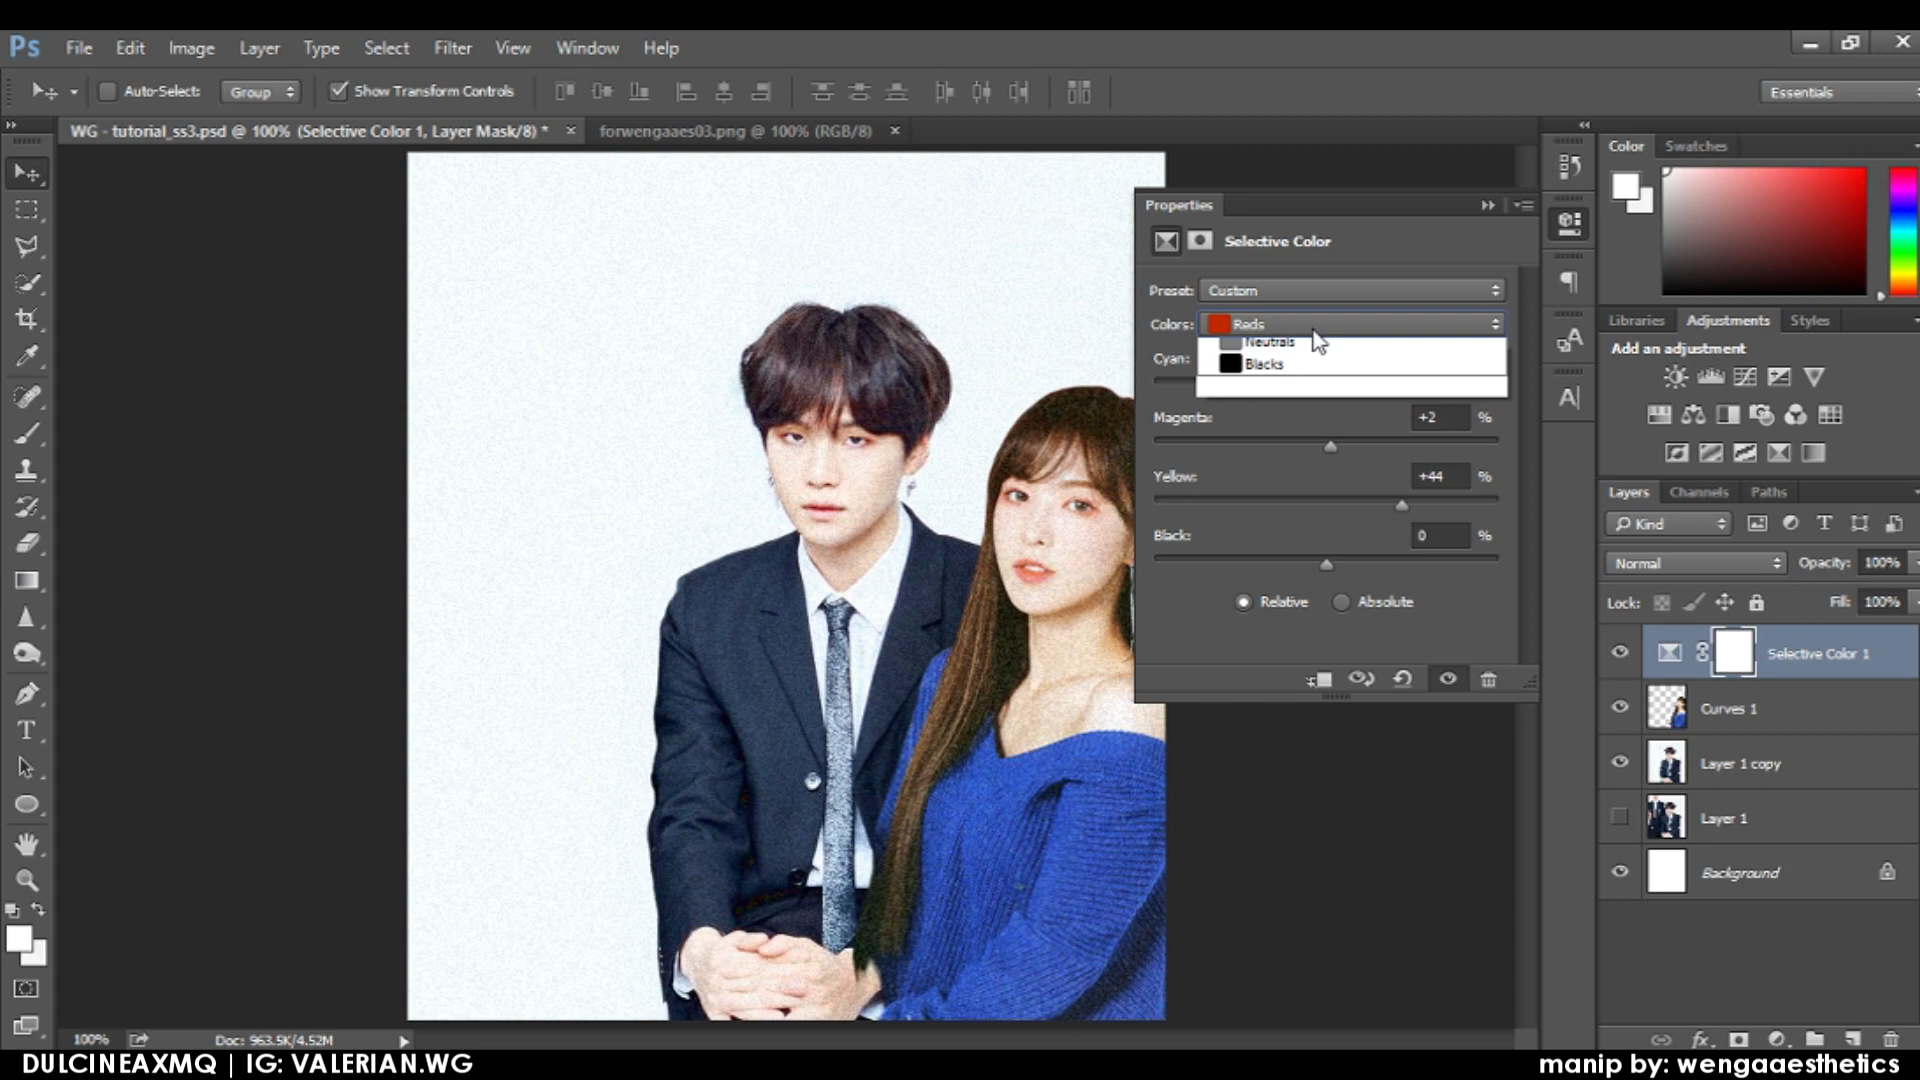 Ps File Edit Image Layer Type Select Filter View Window Help
Auto-Select: Group Show Transform Controls Essentials
WG - tutorial_ss3.psd @ 100% (Selective Color 1, Layer Mask/8) * × forwengaaes03.png @ 100% (RGB/8) ×
Properties
Selective Color
Preset: Custom
Colors: Reds
Neutrals
Cyan:
Blacks
Magenta: +2 %
Yellow: +44 %
Black: 0 %
Relative Absolute
Color Swatches
Libraries Adjustments Styles
Add an adjustment
Layers Channels Paths
Kind
Normal Opacity: 100%
Lock: Fill: 100%
Selective Color 1
Curves 1
Layer 1 copy
Layer 1
Background
100% Doc: 963.5K/4.52M
DULCINEAXMQ | IG: VALERIAN.WG
manip by: wengaaesthetics